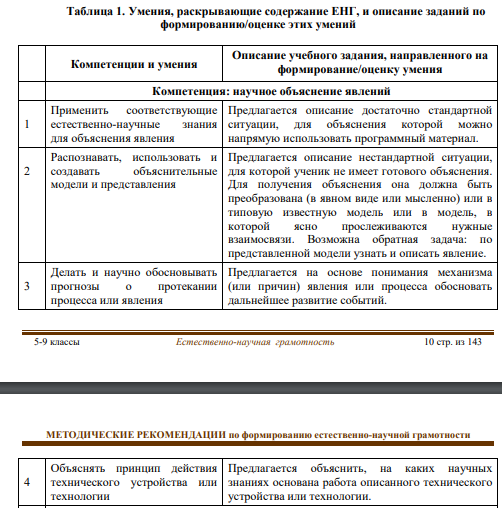 Таблица 1. Умения, раскрывающие содержание ЕНГ, и описание заданий по
формированию/оценке этих умений
Компетенции и умения
Описание учебного задания, направленного на
формирование/оценку умения
Компетенция: научное объяснение явлений
1
Применить соответствующие
естественно-научные знания
для объяснения явления
Предлагается описание достаточно стандартной
ситуации, для объяснения которой можно
напрямую использовать программный материал.
2
Распознавать, использовать и
создавать объяснительные
модели и представления
Предлагается описание нестандартной ситуации,
для которой ученик не имеет готового объяснения.
Для получения объяснения она должна быть
преобразована (в явном виде или мысленно) или в
типовую известную модель или в модель, в
которой ясно прослеживаются нужные
взаимосвязи. Возможна обратная задача: по
представленной модели узнать и описать явление.
3
Делать и научно обосновывать
прогнозы о протекании
процесса или явления
Предлагается на основе понимания механизма
(или причин) явления или процесса обосновать
дальнейшее развитие событий.
5-9 классы Естественно-научная грамотность 10 стр. из 143
МЕТОДИЧЕСКИЕ РЕКОМЕНДАЦИИ по формированию естественно-научной грамотности
4
Объяснять принцип действия
технического устройства или
технологии
Предлагается объяснить, на каких научных
знаниях основана работа описанного технического
устройства или технологии.